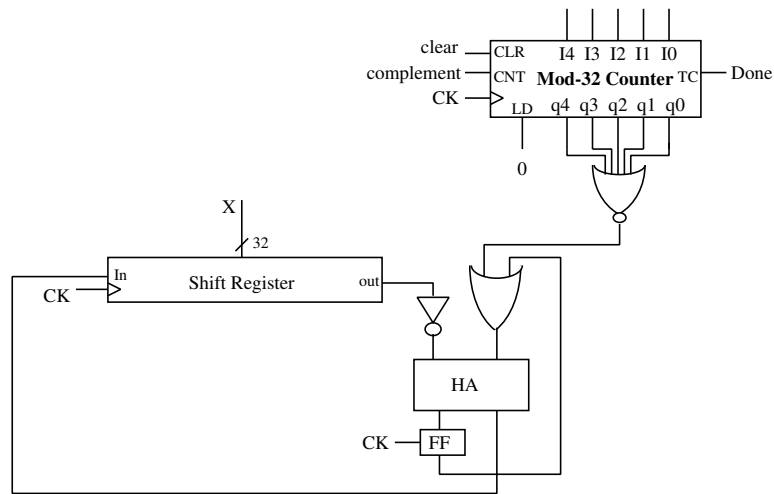 I4 I3 I2 I1 I0
clear CLR
complement CNT Mod-32 Counter TC Done
CK
LD q4 q3 q2 q1 q0
0
X
32
In Shift Register out
CK
HA
CK FF